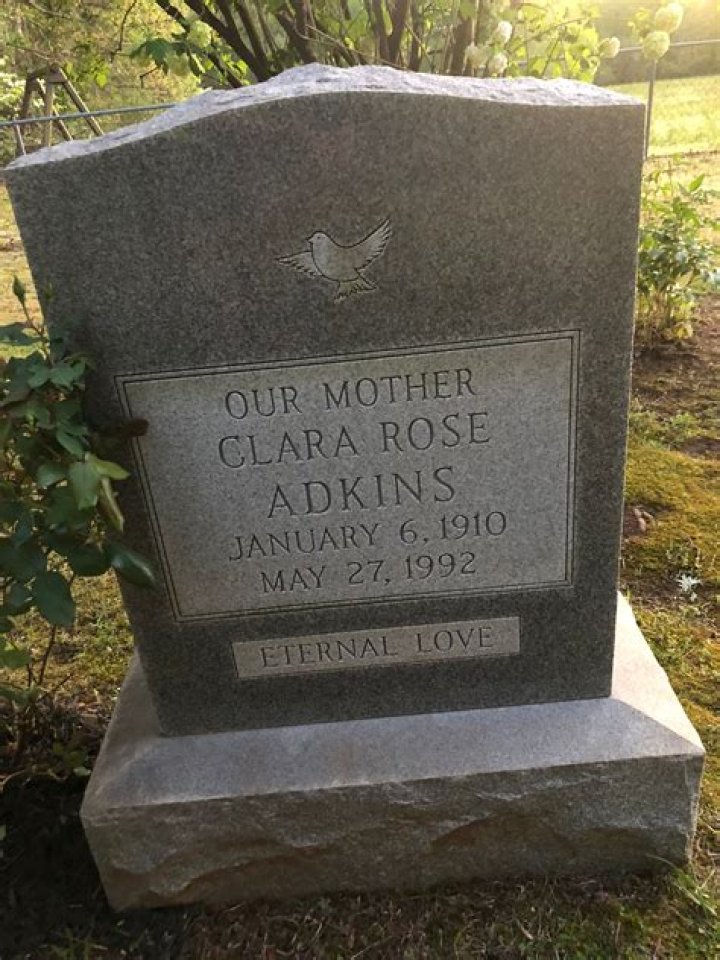 OUR MOTHER
CLARA ROSE
ADKINS
JANUARY 6, 1910
MAY 27, 1992
ETERNAL LOVE